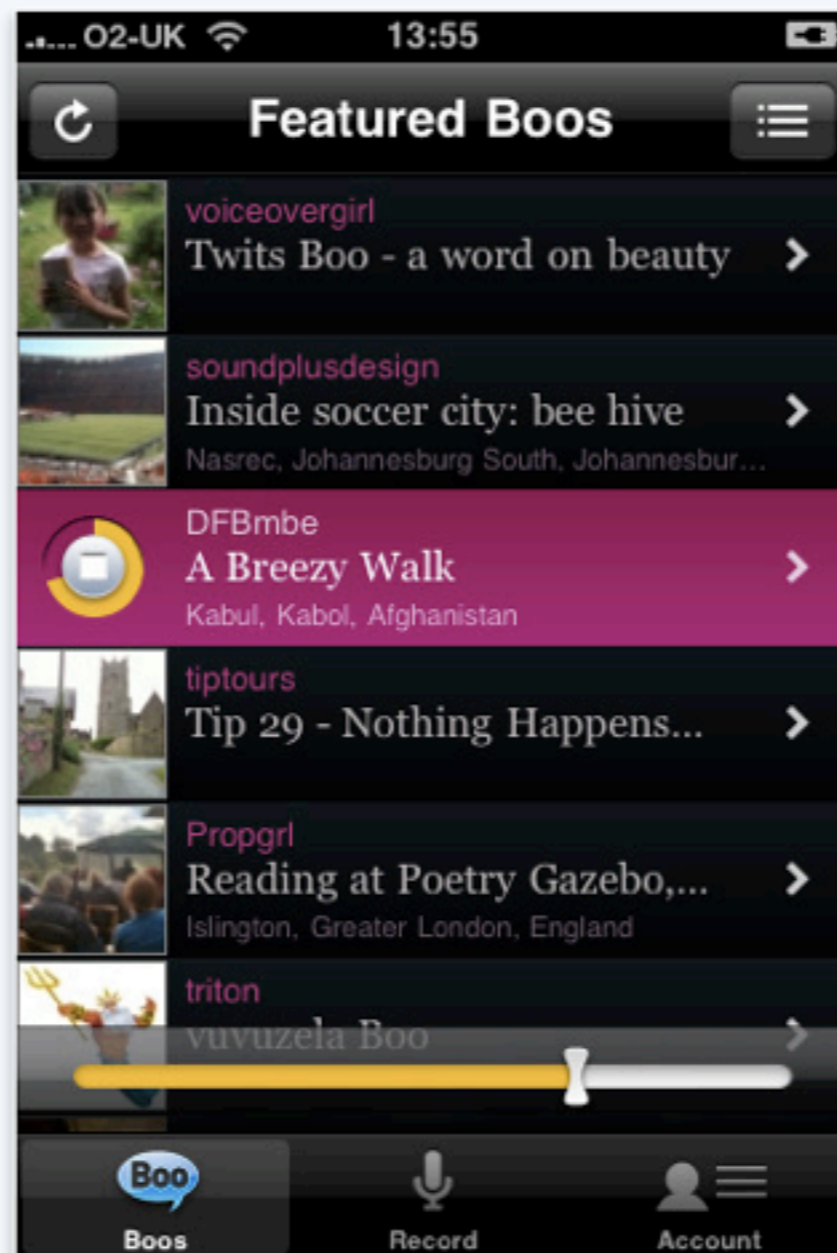 O2-UK 13:55
Featured Boos
voiceovergirl
Twits Boo - a word on beauty
soundplusdesign
Inside soccer city: bee hive
Nasrec, Johannesburg South, Johannesbur...
DFBmbe
A Breezy Walk
Kabul, Kabol, Afghanistan
tiptours
Tip 29 - Nothing Happens...
Propgrl
Reading at Poetry Gazebo,...
Islington, Greater London, England
triton
vuvuzela Boo
Boo
Boos Record Account